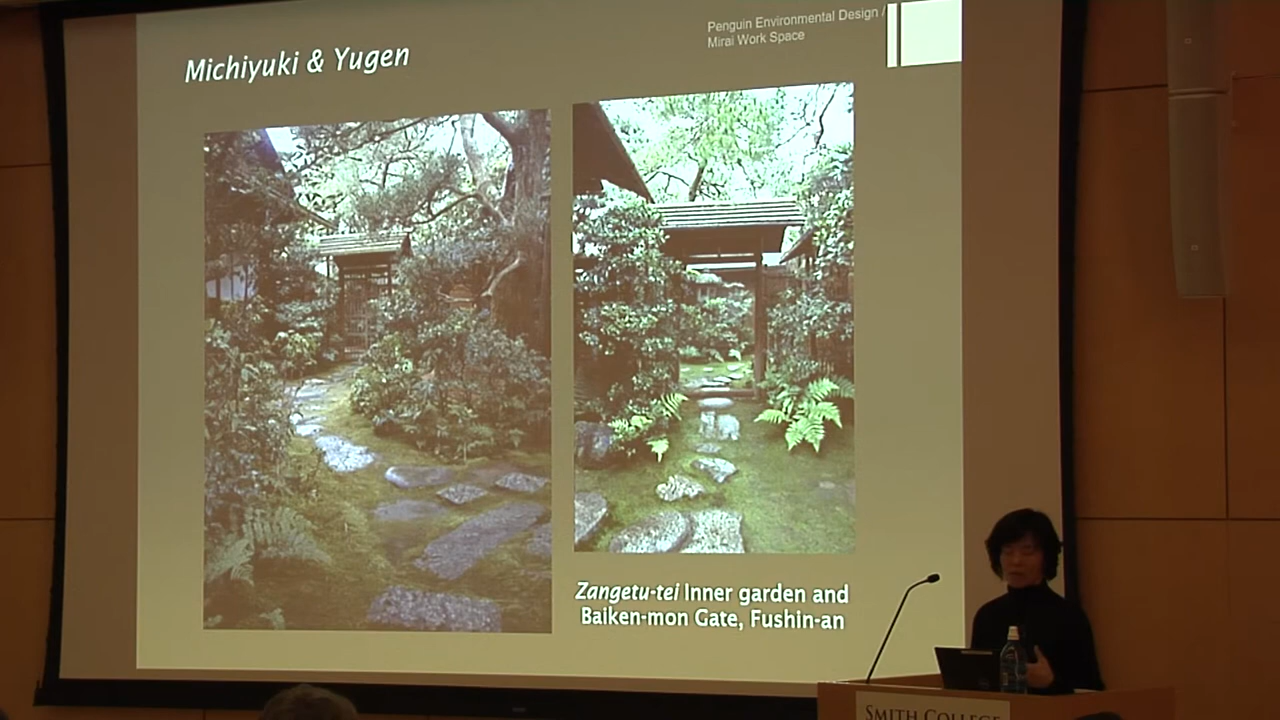 Michiyuki & Yugen
Penguin Environmental Design /
Mirai Work Space
Zangetu-tei Inner garden and
Baiken-mon Gate, Fushin-an
SMITH COLLEGE